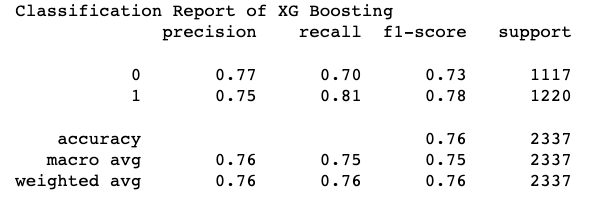 Classification Report of XG Boosting
precision recall f1-score support
0 0.77 0.70 0.73 1117
1 0.75 0.81 0.78 1220
accuracy 0.76 2337
macro avg 0.76 0.75 0.75 2337
weighted avg 0.76 0.76 0.76 2337